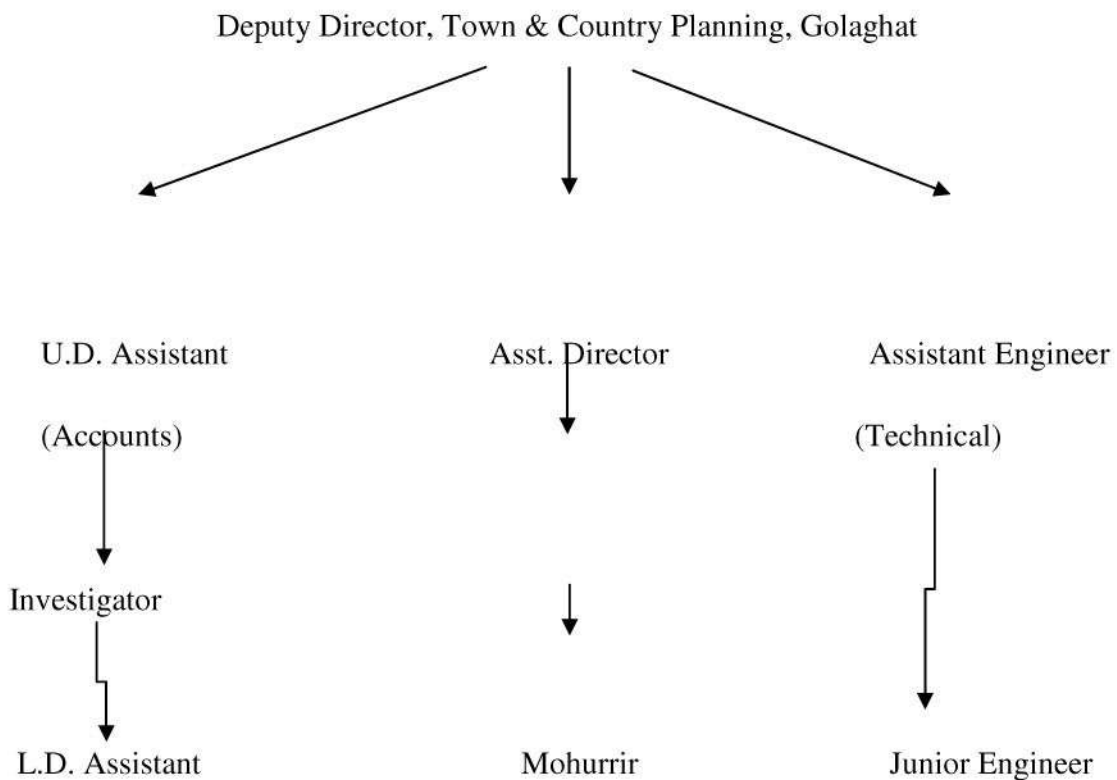 Deputy Director, Town & Country Planning, Golaghat
U.D. Assistant
Asst. Director
Assistant Engineer
(Accounts)
(Technical)
Investigator
L.D. Assistant
Mohurrir
Junior Engineer